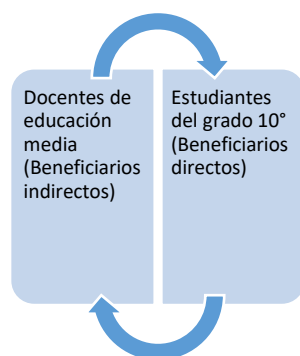 Docentes de
educación
media
(Beneficiarios
indirectos)
Estudiantes
del grado 10°
(Beneficiarios
directos)